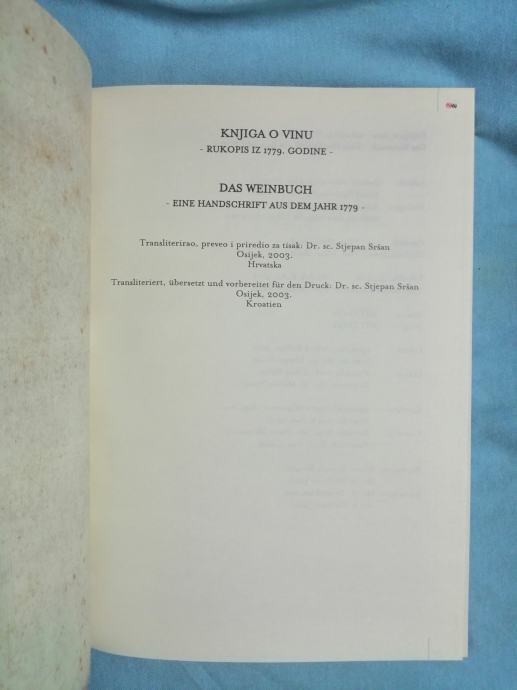 KNJIGA O VINU
- RUKOPIS IZ 1779. GODINE -
DAS WEINBUCH
- EINE HANDSCHRIFT AUS DEM JAHR 1779 -
Transliterirao, preveo i priredio za tisak: Dr. sc. Stjepan Sršan
Osijek, 2003.
Hrvatska
Transliteriert, übersetzt und vorbereitet für den Druck: Dr. sc. Stjepan Sršan
Osijek, 2003.
Kroatien